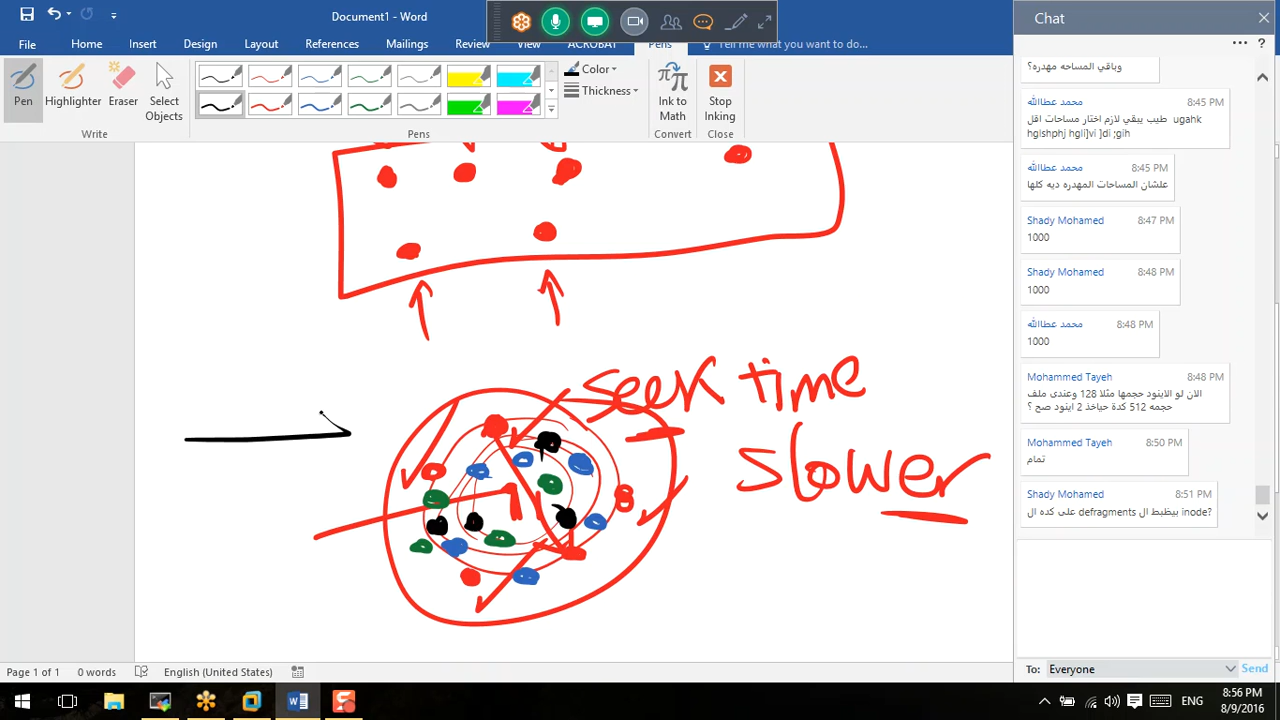 Document1 - Word
File
Home
Insert
Design
Layout
References
Mailings
Review
View
ACROBAT
Pens
Tell me what you want to do...
Pen
Highlighter
Eraser
Select
Objects
Color
Thickness
Ink to
Math
Stop
Inking
Write
Pens
Convert
Close
seek time
slower
Chat
وباقي المساحه مهدره؟
محمد عطاالله 8:45 PM
طيب يبقي لازم اختار مساحات اقل ugahk
hgishphj hgli]vi ]di ;gih
محمد عطاالله 8:45 PM
علشان المساحات المهدره ديه كلها
Shady Mohamed 8:47 PM
1000
Shady Mohamed 8:48 PM
1000
محمد عطاالله 8:48 PM
1000
Mohammed Tayeh 8:48 PM
الان لو الاينود حجمها مثلا 128 وعندى ملف
حجمه 512 كدة حياخذ 2 اينود صح ؟
Mohammed Tayeh 8:50 PM
تمام
Shady Mohamed 8:51 PM
على كده ال defragments بيظبط ال inode?
To: Everyone
Send
Page 1 of 1
0 words
English (United States)
ENG
8:56 PM
8/9/2016